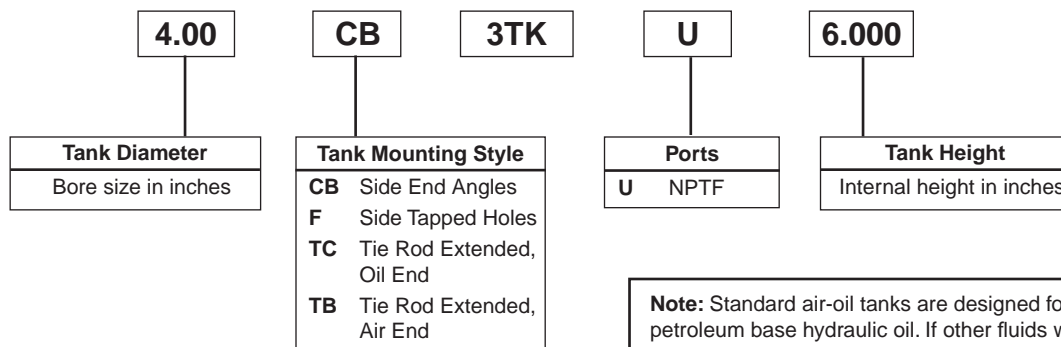 4.00 CB 3TK U 6.000
Tank Diameter
Bore size in inches
Tank Mounting Style
CB Side End Angles
F Side Tapped Holes
TC Tie Rod Extended,
Oil End
TB Tie Rod Extended,
Air End
Ports
U NPTF
Tank Height
Internal height in inches
Note: Standard air-oil tanks are designed
petroleum base hydraulic oil. If other fluids